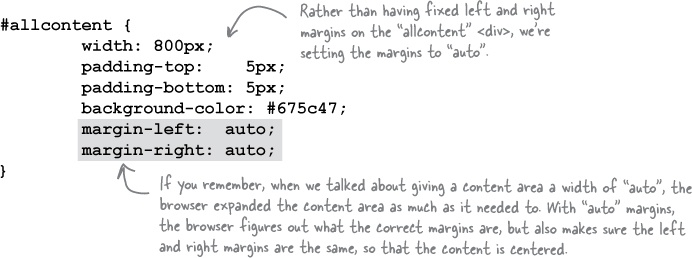 Rather than having fixed left and right
margins on the “allcontent” <div>, we’re
setting the margins to “auto”.
#allcontent {
width: 800px;
padding-top: 5px;
padding-bottom: 5px;
background-color: #675c47;
margin-left: auto;
margin-right: auto;
}
If you remember, when we talked about giving a content area a width of “auto”, the
browser expanded the content area as much as it needed to. With “auto” margins,
the browser figures out what the correct margins are, but also makes sure the left
and right margins are the same, so that the content is centered.